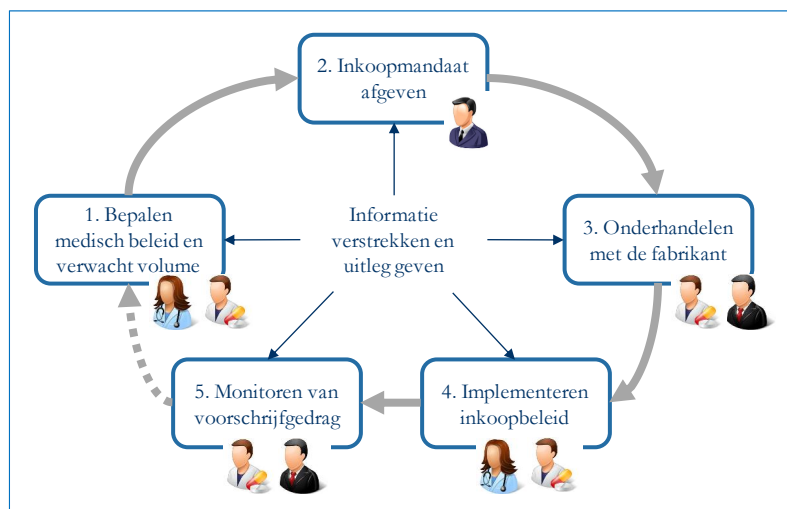 2. Inkoopmandaat
afgeven
1. Bepalen
medisch beleid en
verwacht volume
Informatie
verstrekken en
uitleg geven
3. Onderhandelen
met de fabrikant
5. Monitoren van
voorschrijfgedrag
4. Implementeren
inkoopbeleid